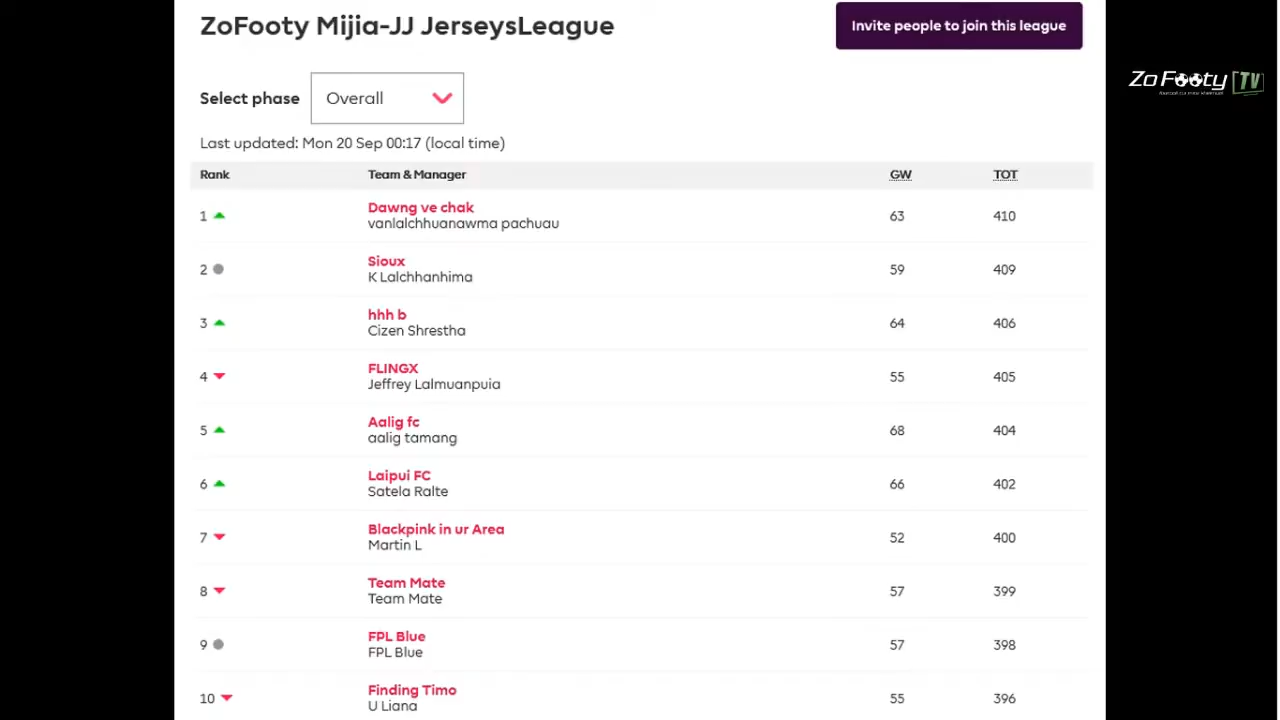 ZoFooty Mijia-JJ JerseysLeague
Invite people to join this league
ZoFooty TV
Select phase
Overall
Last updated: Mon 20 Sep 00:17 (local time)
Rank Team & Manager GW TOT
1 Dawng ve chak 63 410
vanlalchhuanawma pachuau
2 Sioux 59 409
K Lalchhanhima
3 hhh b 64 406
Cizen Shrestha
4 FLINGX 55 405
Jeffrey Lalmuanpuia
5 Aalig fc 68 404
aalig tamang
6 Laipui FC 66 402
Satela Ralte
7 Blackpink in ur Area 52 400
Martin L
8 Team Mate 57 399
Team Mate
9 FPL Blue 57 398
FPL Blue
10 Finding Timo 55 396
U Liana